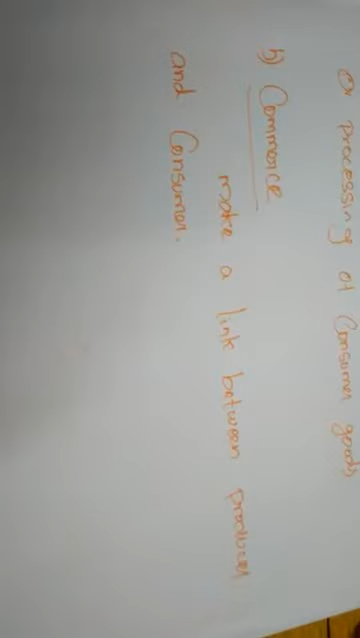 Or processing of Consumer goods
b) Commerce
make a link between producer
and Consumer.